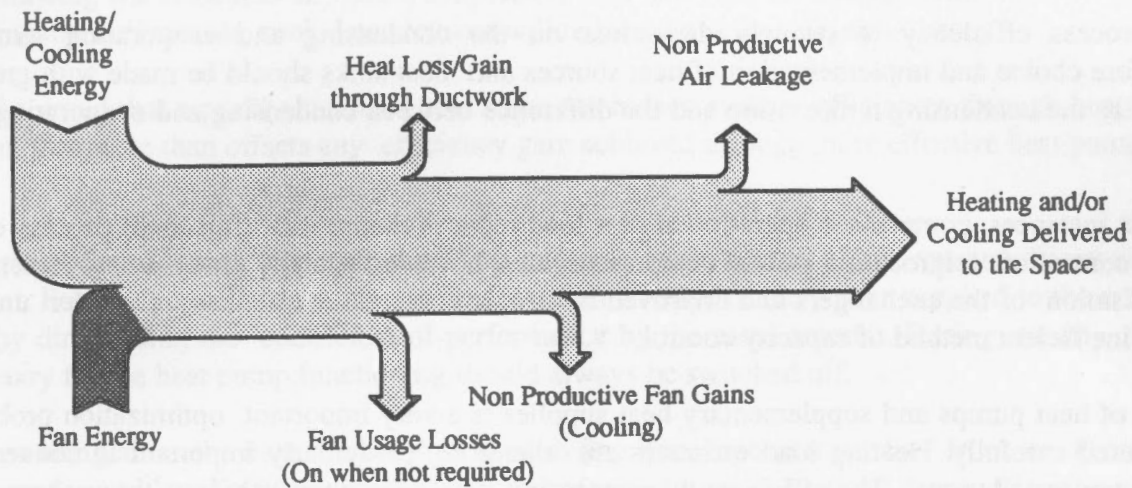 Heating/
Cooling
Energy
Heat Loss/Gain
through Ductwork
Non Productive
Air Leakage
Heating and/or
Cooling Delivered
to the Space
Fan Energy
Fan Usage Losses
(On when not required)
Non Productive Fan Gains
(Cooling)